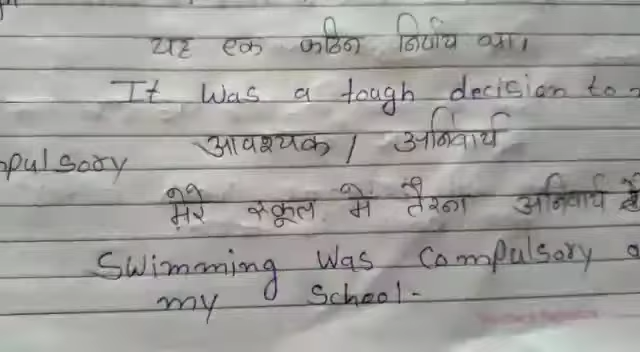 यह एक कठिन निर्णय था।
It was a tough decision to
आवश्यक / अनिवार्य
मेरे स्कूल में तैरना अनिवार्य
Swimming was compulsory
my school.